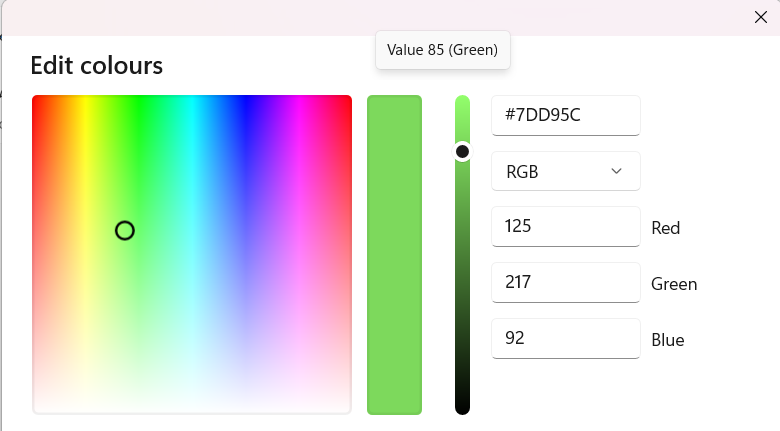 Value 85 (Green)
Edit colours
#7DD95C
RGB
125 Red
217 Green
92 Blue